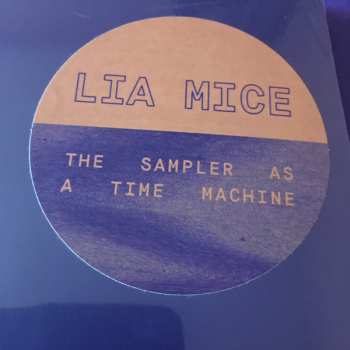 LIA MICE
THE SAMPLER AS
A TIME MACHINE